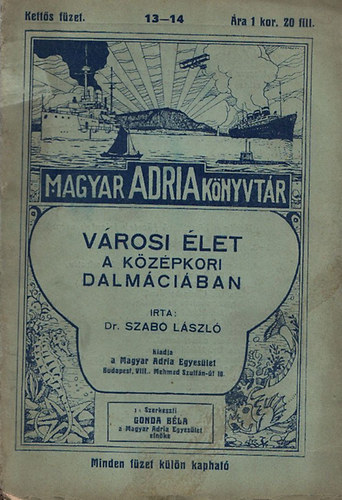 Kettős füzet. 13—14 Ára 1 kor. 20 fill.
MAGYAR ADRIA KÖNYVTÁR
VÁROSI ÉLET
A KÖZÉPKORI
DALMÁCIÁBAN
IRTA:
Dr. SZABO LÁSZLÓ
Kiadja
a Magyar Adria Egyesület
Budapest, VIII., Mehmed Szultán-út 18
Szerkeszti
GONDA BÉLA
a Magyar Adria Egyesület
elnöke
Minden füzet külön kapható